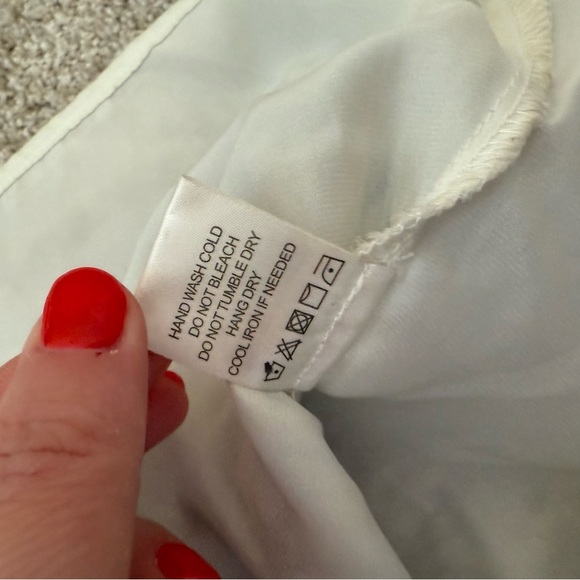 HAND WASH COLD
DO NOT BLEACH
DO NOT TUMBLE DRY
HANG DRY
COOL IRON IF NEEDED